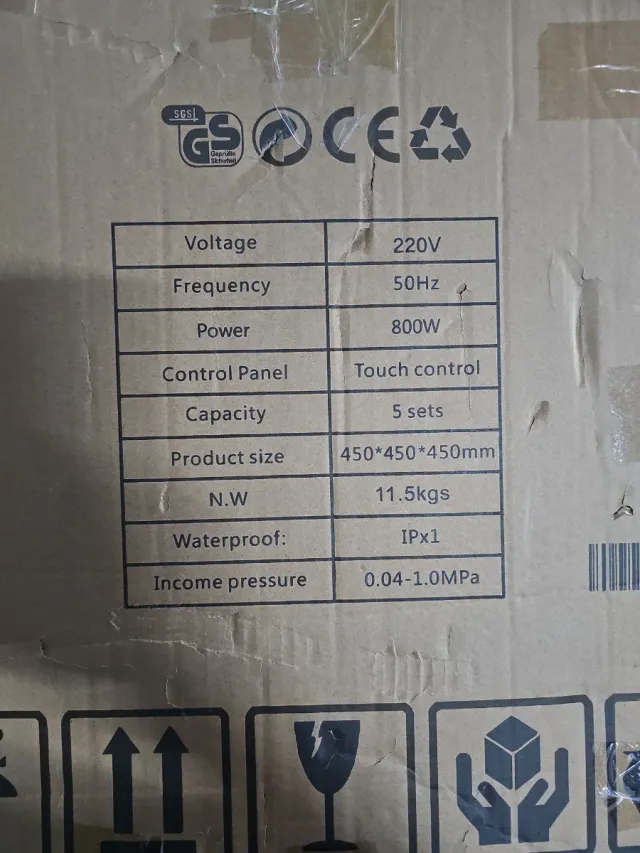 SGS
GS
Geprüfte
Sicherheit
CE
Voltage 220V
Frequency 50Hz
Power 800W
Control Panel Touch control
Capacity 5 sets
Product size 450*450*450mm
N.W 11.5kgs
Waterproof: IPx1
Income pressure 0.04-1.0MPa